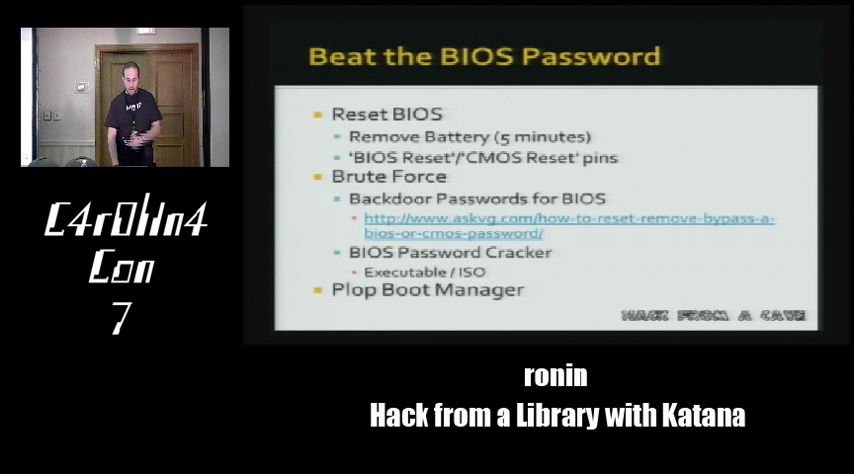 Beat the BIOS Password
Reset BIOS
Remove Battery (5 minutes)
'BIOS Reset'/'CMOS Reset' pins
Brute Force
Backdoor Passwords for BIOS
http://www.askvg.com/how-to-reset-remove-bypass-a-
bios-or-cmos-password/
BIOS Password Cracker
Executable / ISO
Plop Boot Manager
HACK FROM A CAVE
C4r0l1n4
Con
7
ronin
Hack from a Library with Katana